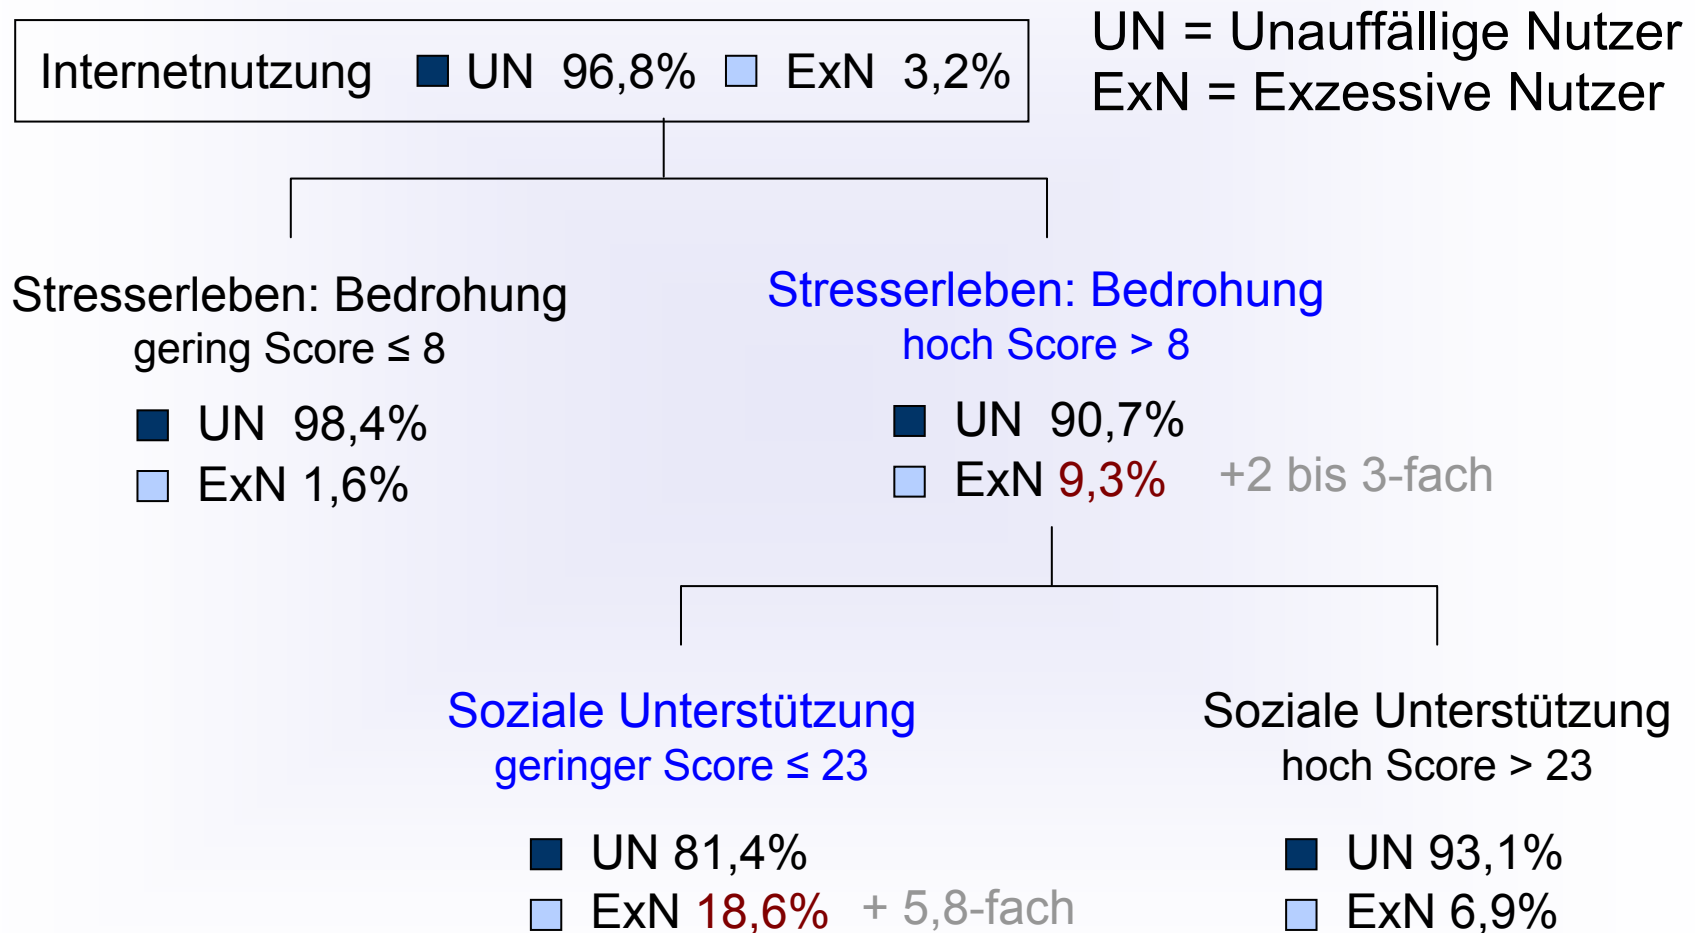 Internetnutzung UN 96,8% ExN 3,2%
UN = Unauffällige Nutzer
ExN = Exzessive Nutzer
Stresserleben: Bedrohung
gering Score ≤ 8
UN 98,4%
ExN 1,6%
Stresserleben: Bedrohung
hoch Score > 8
UN 90,7%
ExN 9,3% +2 bis 3-fach
Soziale Unterstützung
geringer Score ≤ 23
UN 81,4%
ExN 18,6% + 5,8-fach
Soziale Unterstützung
hoch Score > 23
UN 93,1%
ExN 6,9%